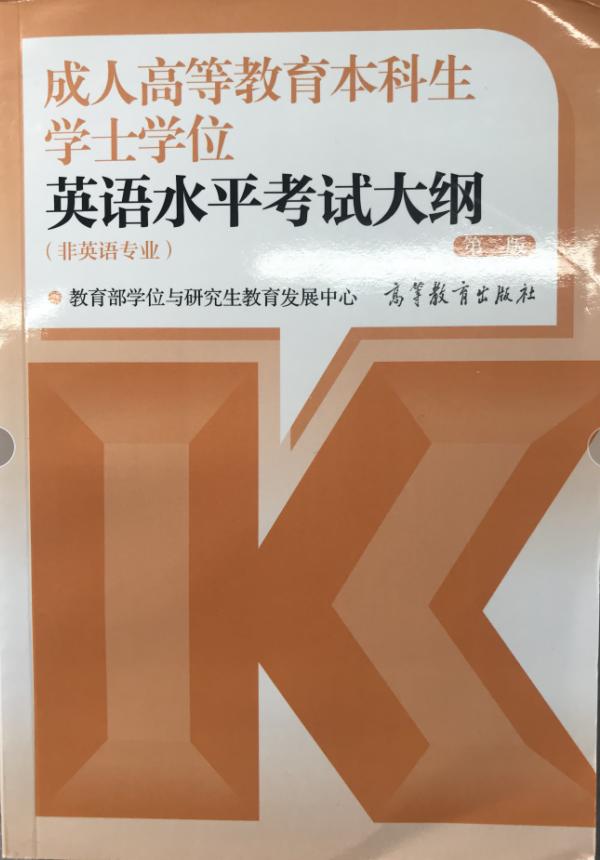 成人高等教育本科生
学士学位
英语水平考试大纲
（非英语专业）
第二版
教育部学位与研究生教育发展中心 高等教育出版社